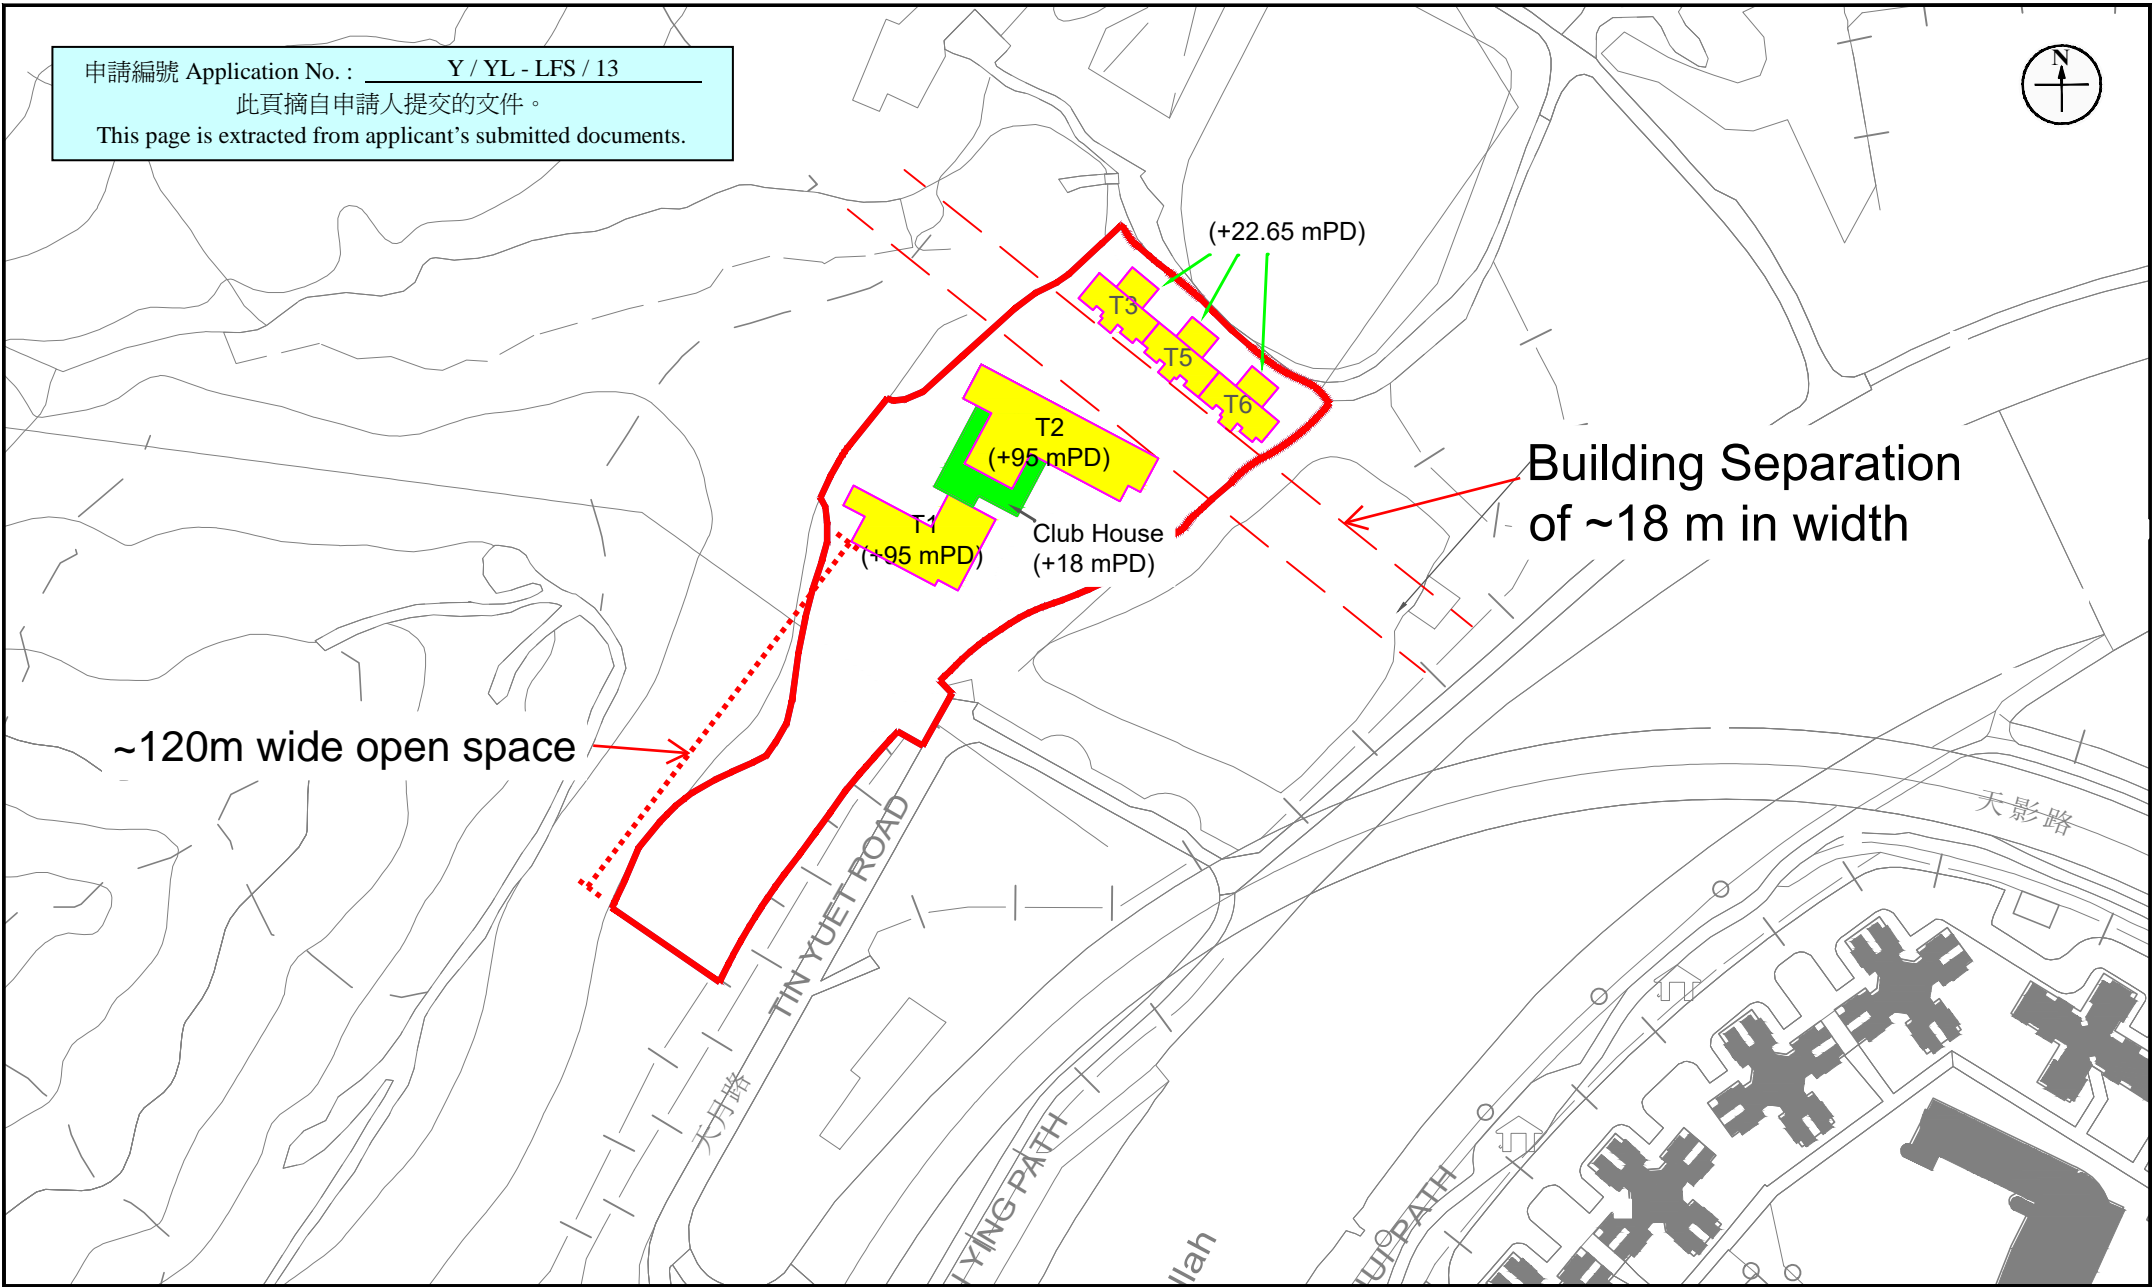 申請編號 Application No. : Y / YL - LFS / 13
此頁摘自申請人提交的文件。
This page is extracted from applicant's submitted documents.
N
(+22.65 mPD)
T3
T5
T6
T2
(+95 mPD)
T1
(+95 mPD)
Club House
(+18 mPD)
Building Separation
of ~18 m in width
~120m wide open space
天影路
TIN YUET ROAD
天月路
YING PATH
UI PATH
llah